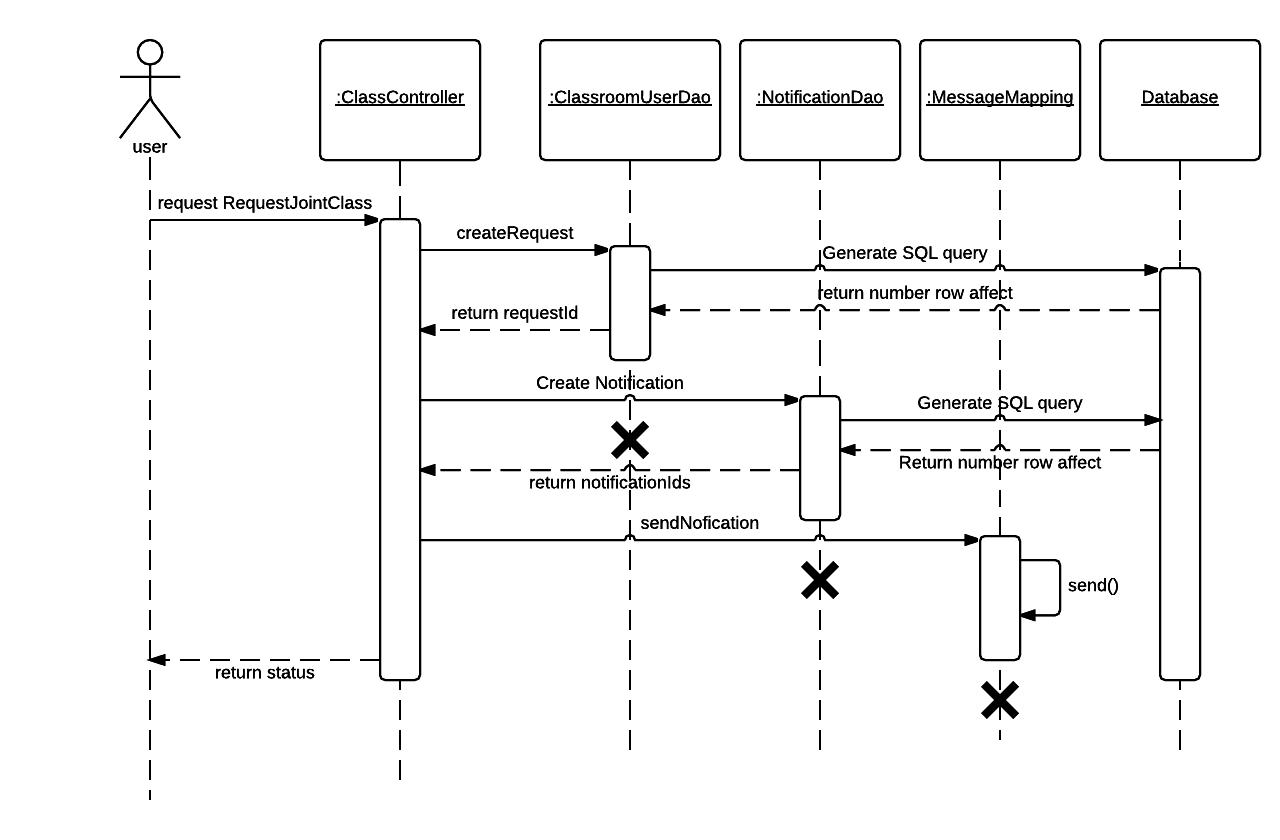 :ClassController
:ClassroomUserDao
:NotificationDao
:MessageMapping
Database
user
request RequestJointClass
createRequest
Generate SQL query
return number row affect
return requestId
Create Notification
Generate SQL query
Return number row affect
return notificationIds
sendNofication
send()
return status